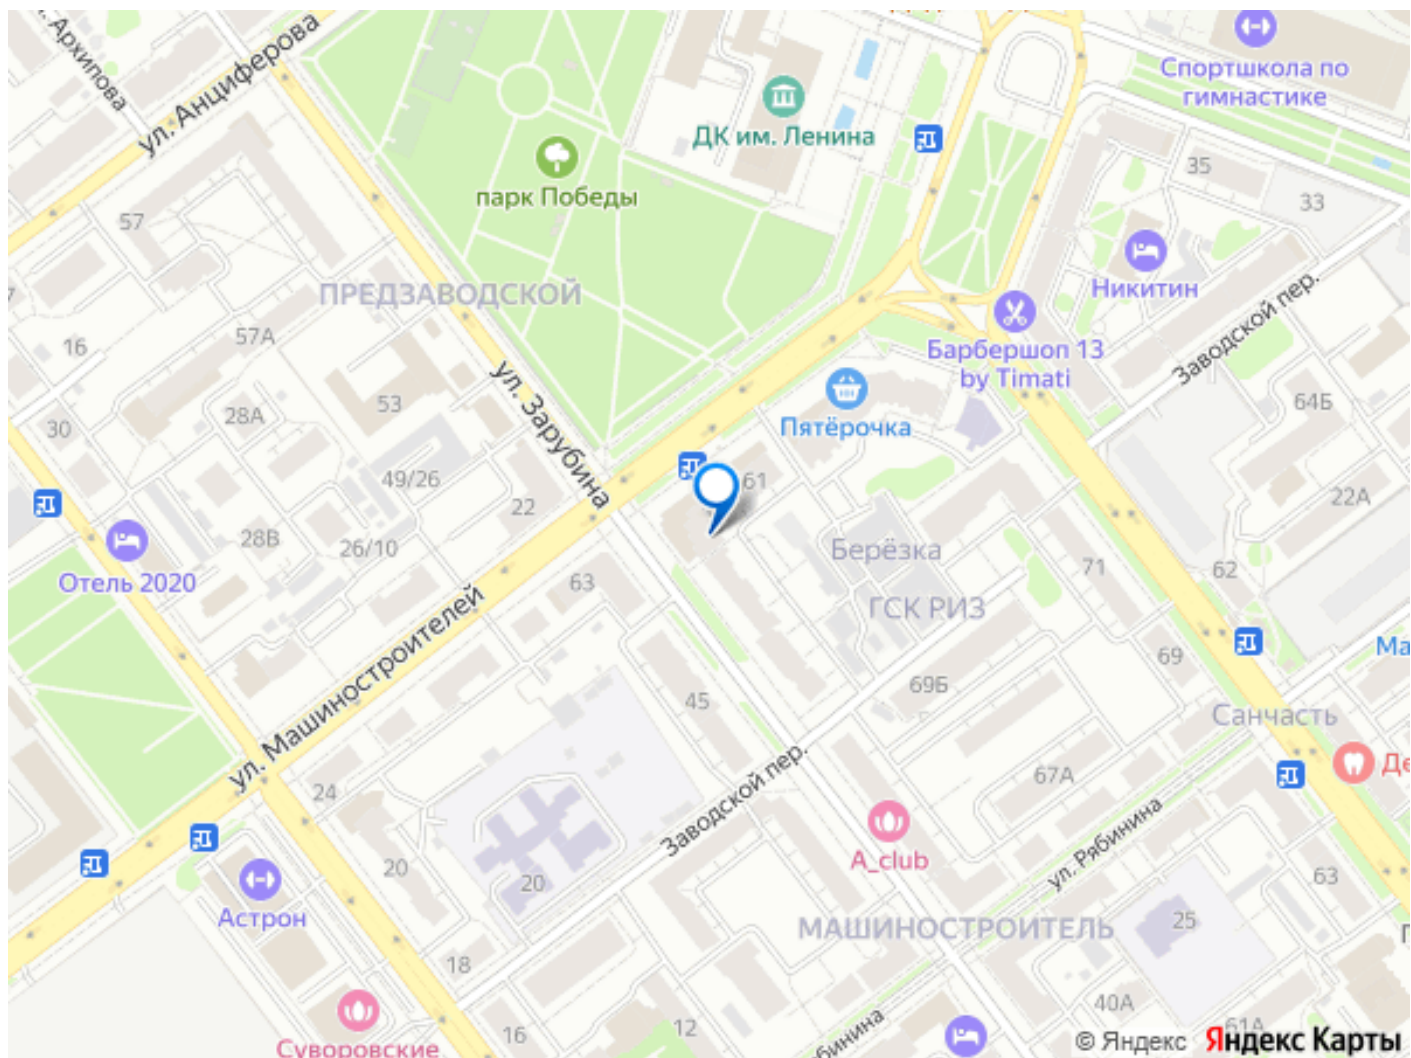 Архипова
ул. Анциферова
Спортшкола по
гимнастике
ДК им. Ленина
парк Победы
35
33
57
ПРЕДЗАВОДСКОЙ
Никитин
Заводской пер.
16
57А
Барбершоп 13
by Timati
ул. Зарубина
53
28А
30
Пятёрочка
64Б
49/26
61
22
22А
28В
26/10
Берёзка
71
62
Отель 2020
63
ГСК РИЗ
ул. Машиностроителей
69
69Б
45
Санчасть
67А
24
Заводской пер.
ул. Рябинина
A_club
20
20
63
Астрон
МАШИНОСТРОИТЕЛЬ
25
18
40А
16
12
61А
Суворовские
© Яндекс Яндекс Карты